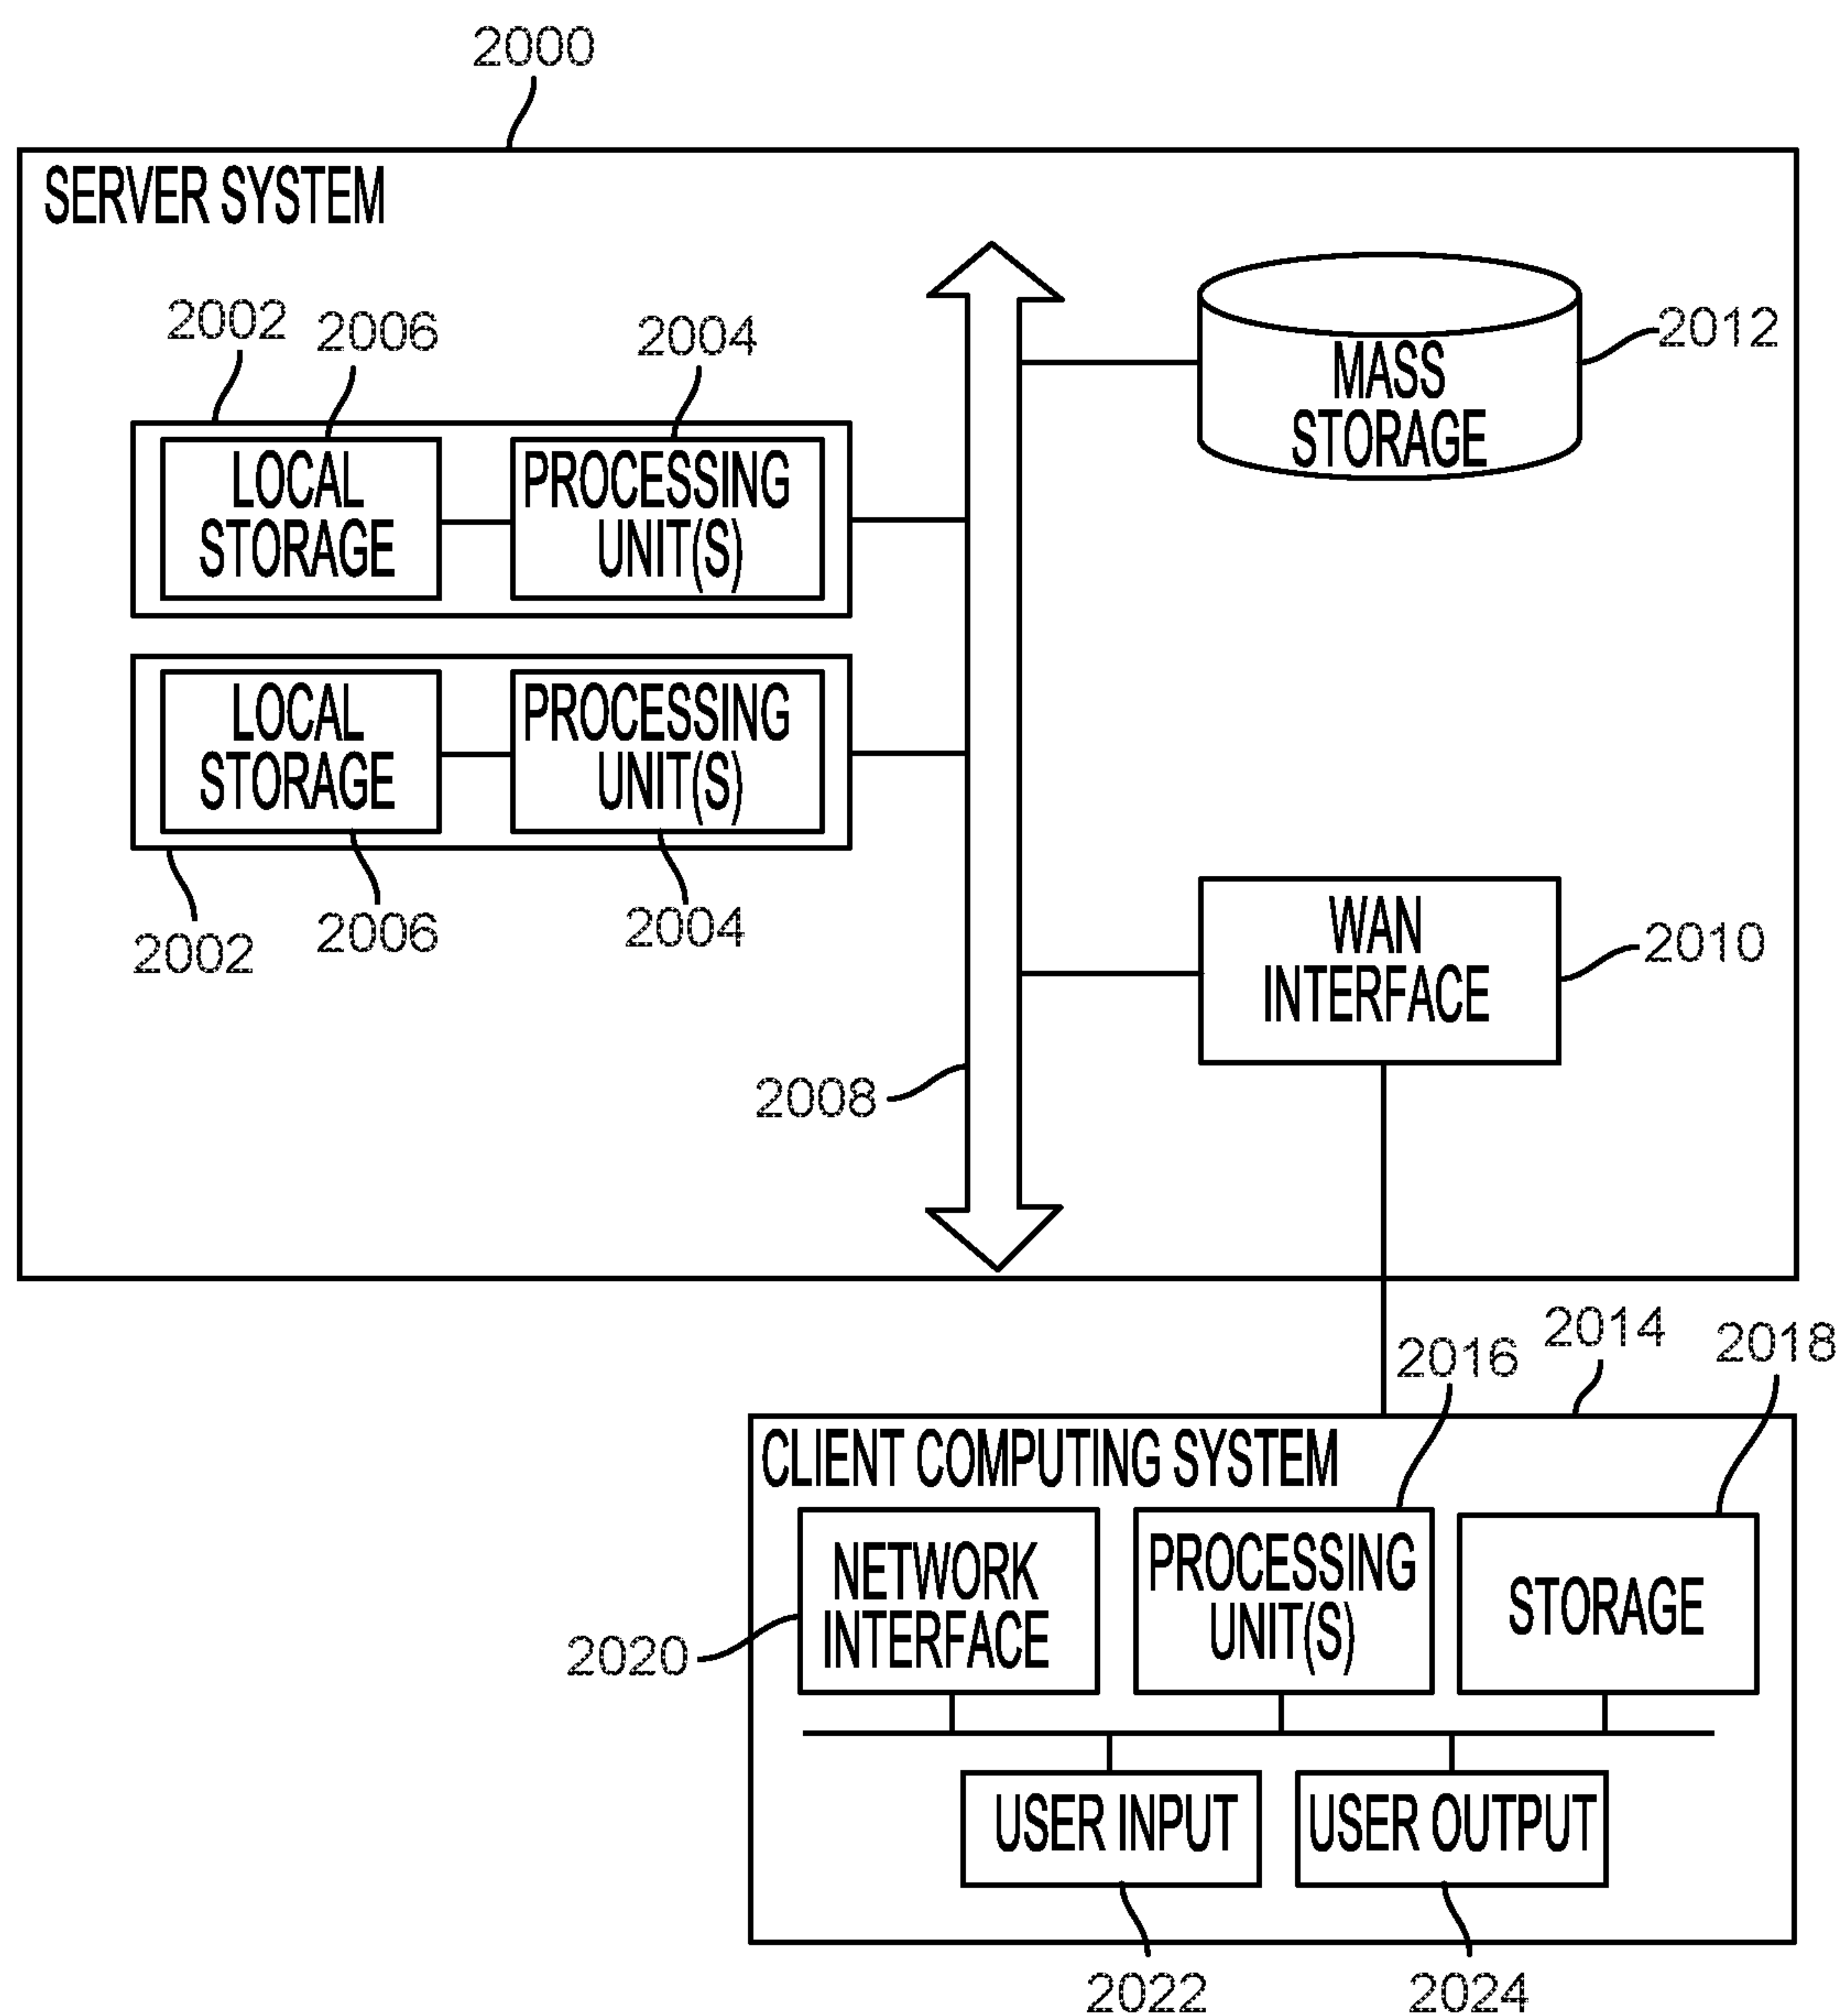 2000
SERVER SYSTEM
2002
2006
2004
2012
LOCAL
STORAGE
PROCESSING
UNIT(S)
MASS
STORAGE
LOCAL
STORAGE
PROCESSING
UNIT(S)
2002
2006
2004
WAN
INTERFACE
2010
2008
2014
2016
2018
CLIENT COMPUTING SYSTEM
NETWORK
INTERFACE
PROCESSING
UNIT(S)
STORAGE
2020
USER INPUT
USER OUTPUT
2022
2024